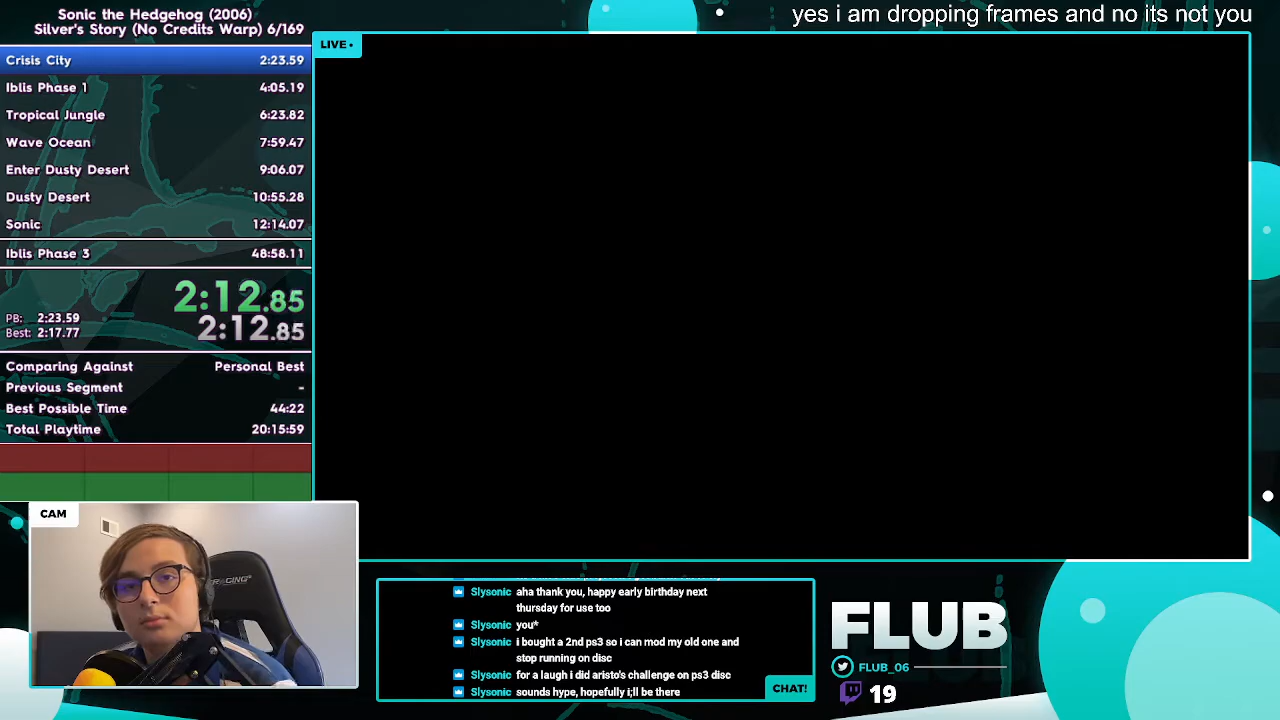 Sonic the Hedgehog (2006)
Silver's Story (No Credits Warp) 6/169
yes i am dropping frames and no its not you
LIVE •
Crisis City 2:23.59
Iblis Phase 1 4:05.19
Tropical Jungle 6:23.82
Wave Ocean 7:59.47
Enter Dusty Desert 9:06.07
Dusty Desert 10:55.28
Sonic 12:14.07
Iblis Phase 3 48:58.11
2:12.85
PB: 2:23.59
Best: 2:17.77
2:12.85
Comparing Against Personal Best
Previous Segment -
Best Possible Time 44:22
Total Playtime 20:15:59
CAM
Slysonic aha thank you, happy early birthday next
thursday for use too
Slysonic you*
Slysonic i bought a 2nd ps3 so i can mod my old one and
stop running on disc
Slysonic for a laugh i did aristo's challenge on ps3 disc
Slysonic sounds hype, hopefully i;ll be there
CHAT!
FLUB
FLUB_06
19